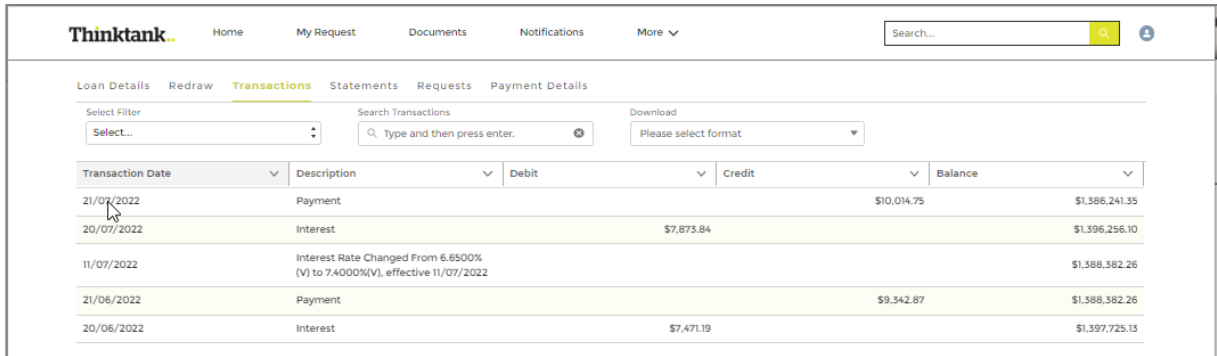 Thinktank.. Home My Request Documents Notifications More Search...
Loan Details Redraw Transactions Statements Requests Payment Details
Select Filter Search Transactions Download
Select... Type and then press enter. Please select format
Transaction Date Description Debit Credit Balance
21/07/2022 Payment $10,014.75 $1,386,241.35
20/07/2022 Interest $7,873.84 $1,396,256.10
Interest Rate Changed From 6.6500%
11/07/2022 (V) to 7.4000%(V), effective 11/07/2022 $1,388,382.26
21/06/2022 Payment $9,342.87 $1,388,382.26
20/06/2022 Interest $7,471.19 $1,397,725.13